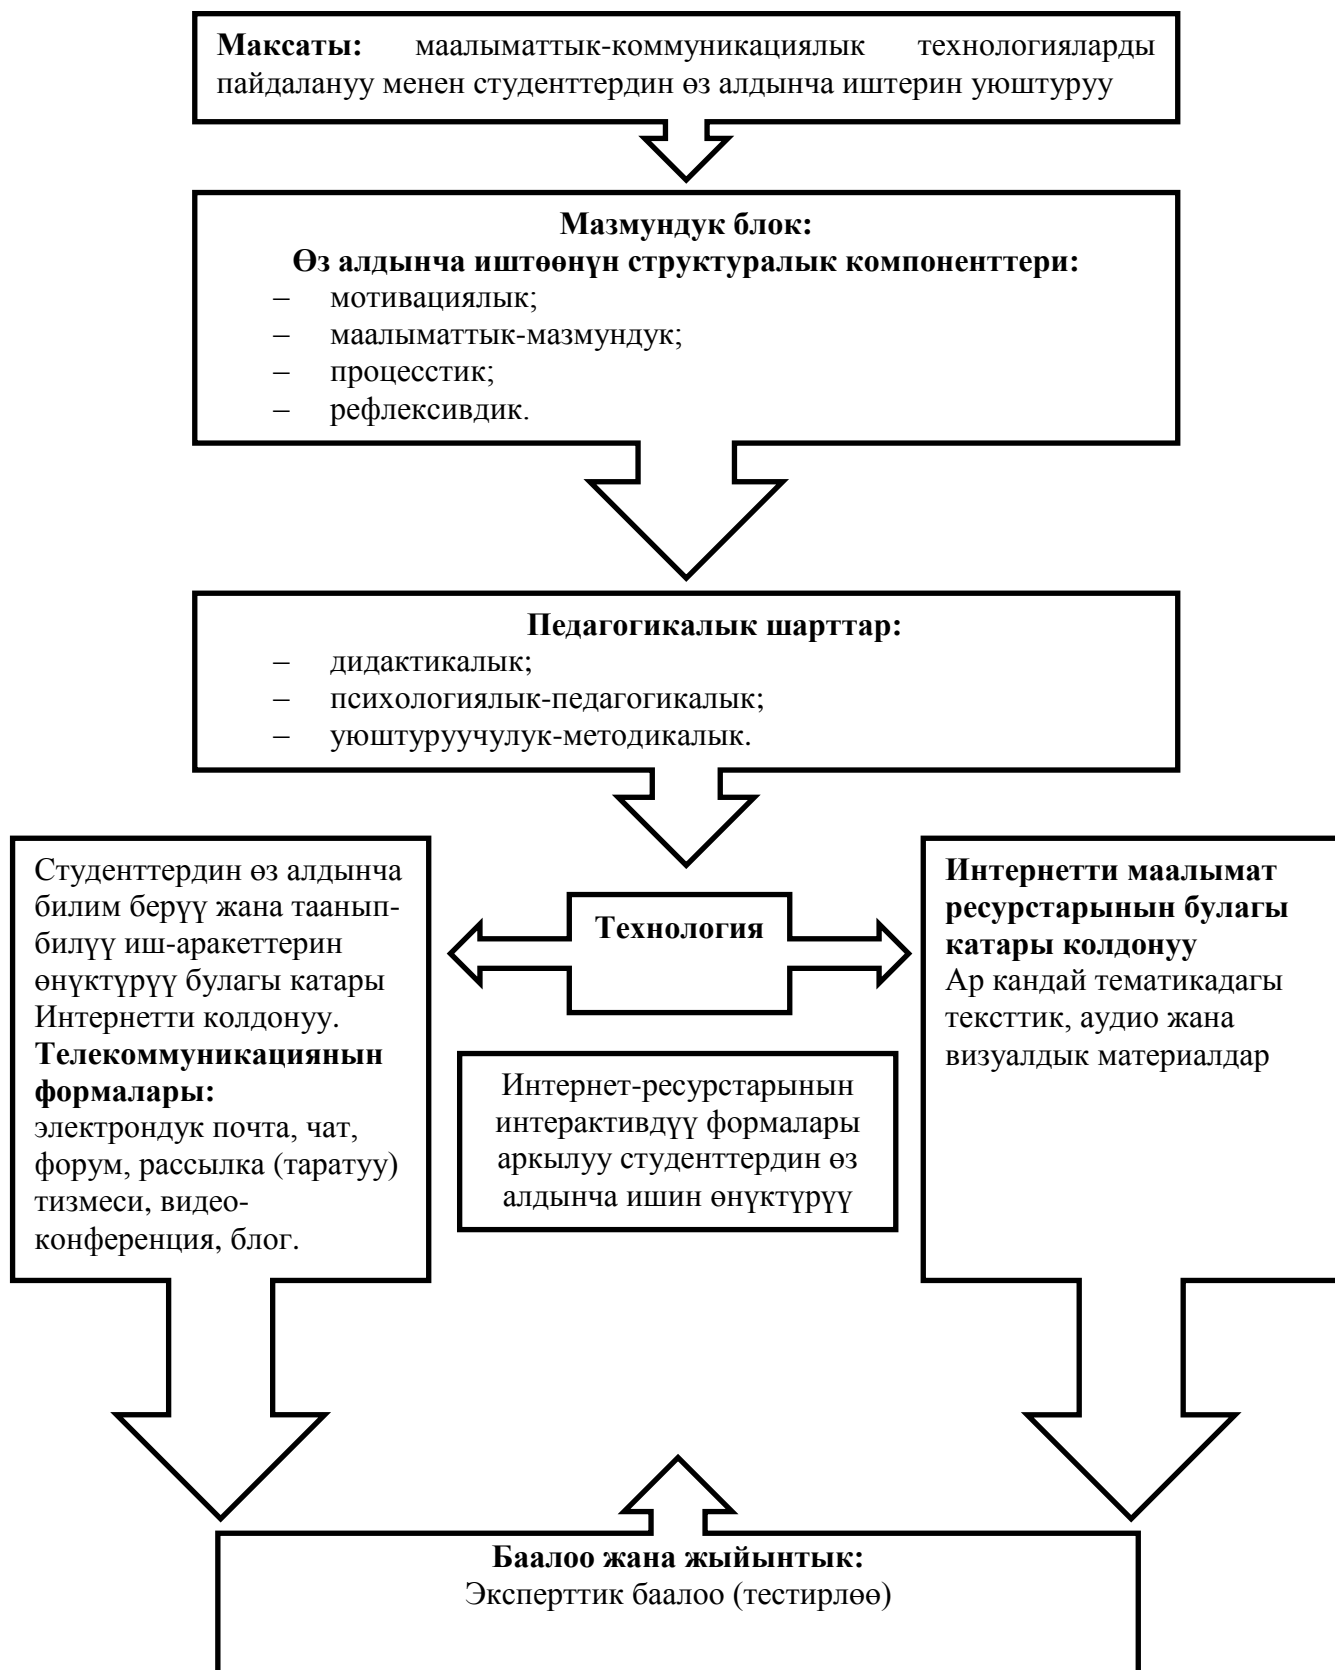 Максаты: маалыматтык-коммуникациялык технологияларды
пайдалануу менен студенттердин өз алдынча иштерин уюштуруу
Мазмундук блок:
Өз алдынча иштөөнүн структуралык компоненттери:
– мотивациялык;
– маалыматтык-мазмундук;
– процесстик;
– рефлексивдик.
Педагогикалык шарттар:
– дидактикалык;
– психологиялык-педагогикалык;
– уюштуруучулук-методикалык.
Студенттердин өз алдынча
билим берүү жана таанып-
билүү иш-аракеттерин
өнүктүрүү булагы катары
Интернетти колдонуу.
Телекоммуникациянын
формалары:
электрондук почта, чат,
форум, рассылка (таратуу)
тизмеси, видео-
конференция, блог.
Технология
Интернет-ресурстарынын
интерактивдүү формалары
аркылуу студенттердин өз
алдынча ишин өнүктүрүү
Интернетти маалымат
ресурстарынын булагы
катары колдонуу
Ар кандай тематикадагы
тексттик, аудио жана
визуалдык материалдар
Баалоо жана жыйынтык:
Эксперттик баалоо (тестирлөө)